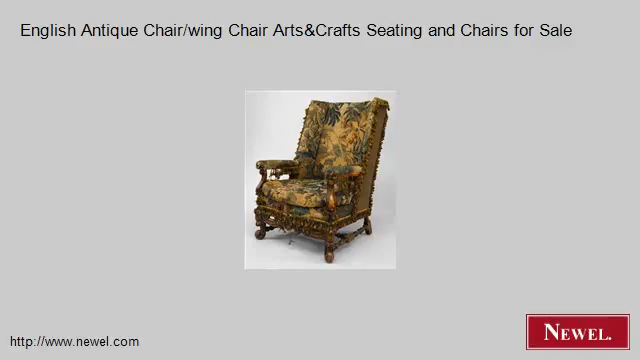 English Antique Chair/wing Chair Arts&Crafts Seating and Chairs for Sale
http://www.newel.com
NEWEL.